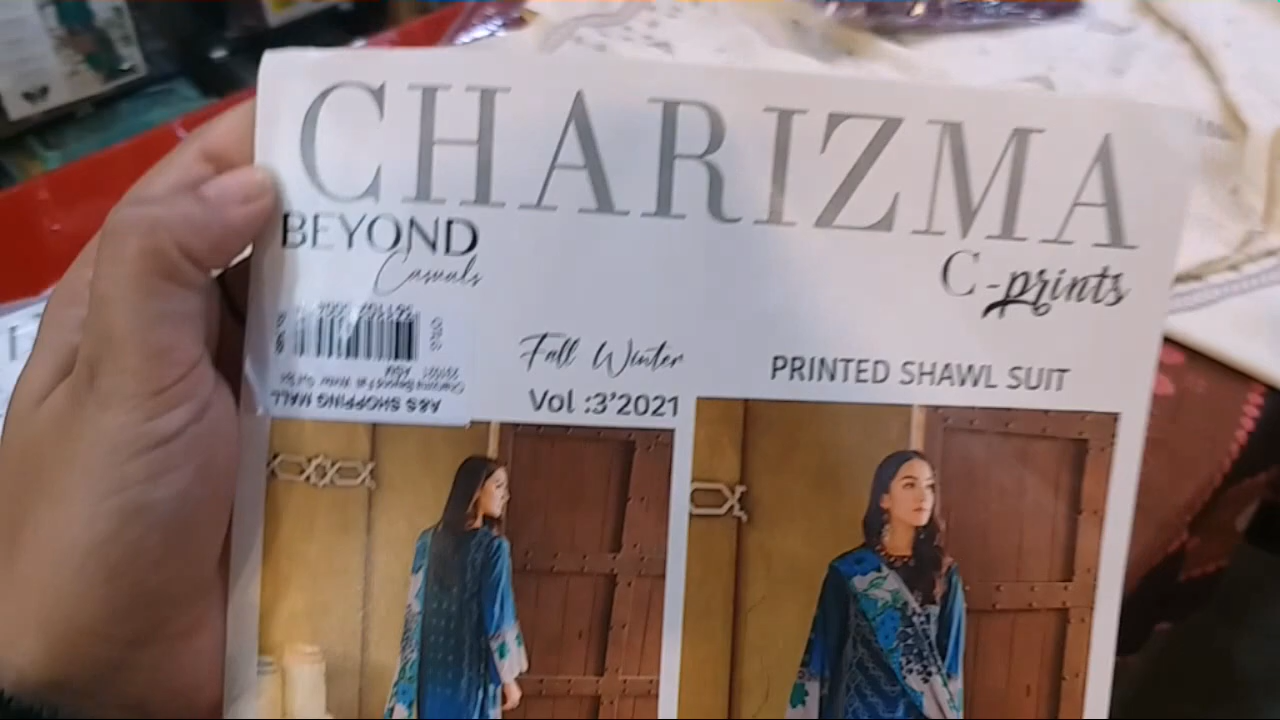 CHARIZMA
BEYOND
Casuals
C-prints
Fall Winter
PRINTED SHAWL SUIT
Vol :3'2021
A&S SHOPPING MALL